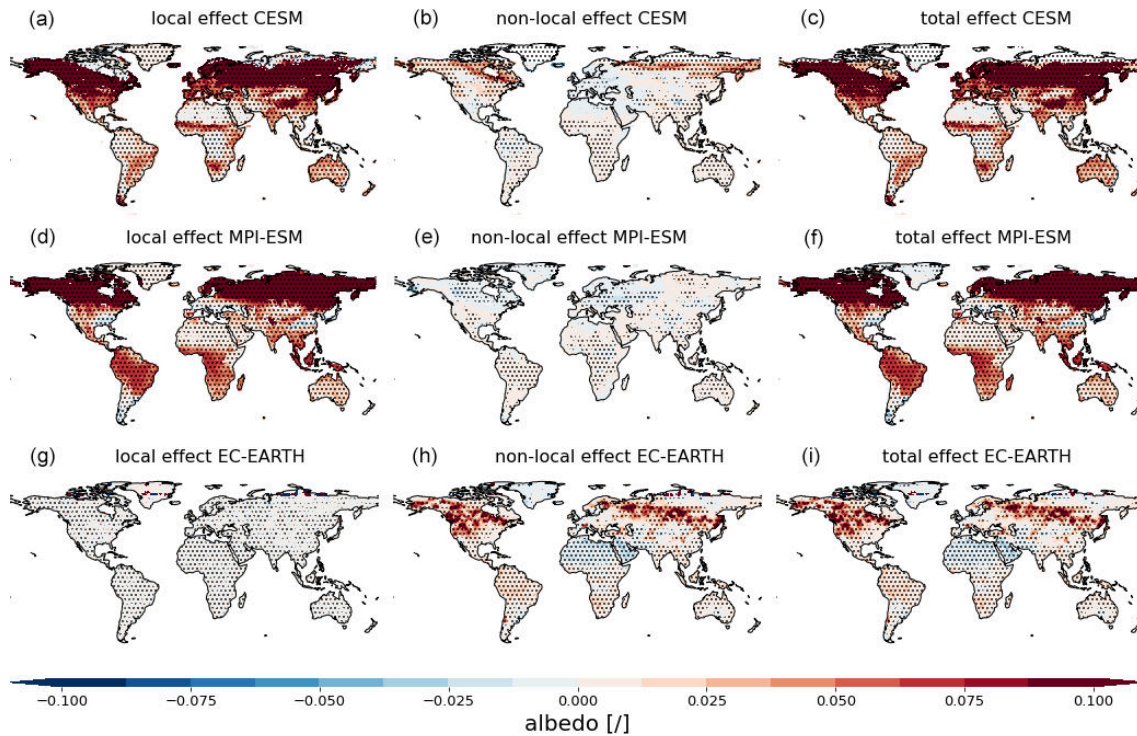 (a) local effect CESM
(b) non-local effect CESM
(c) total effect CESM
(d) local effect MPI-ESM
(e) non-local effect MPI-ESM
(f) total effect MPI-ESM
(g) local effect EC-EARTH
(h) non-local effect EC-EARTH
(i) total effect EC-EARTH
−0.100 −0.075 −0.050 −0.025 0.000 0.025 0.050 0.075 0.100
albedo [/]